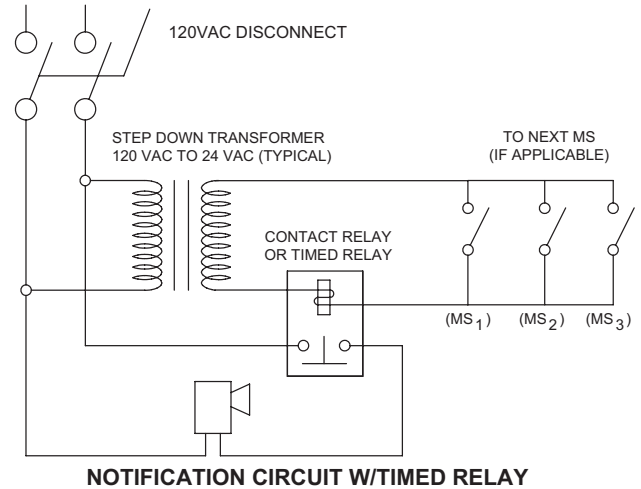 120VAC DISCONNECT
STEP DOWN TRANSFORMER
120 VAC TO 24 VAC (TYPICAL)
TO NEXT MS
(IF APPLICABLE)
CONTACT RELAY
OR TIMED RELAY
(MS1) (MS2) (MS3)
NOTIFICATION CIRCUIT W/TIMED RELAY